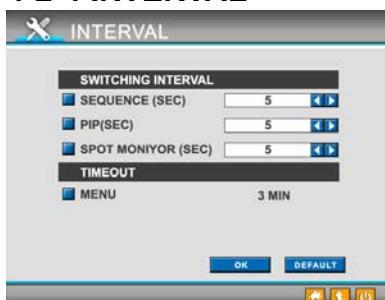 INTERVAL
SWITCHING INTERVAL
SEQUENCE (SEC) 5
PIP(SEC) 5
SPOT MONIYOR (SEC) 5
TIMEOUT
MENU 3 MIN
OK DEFAULT